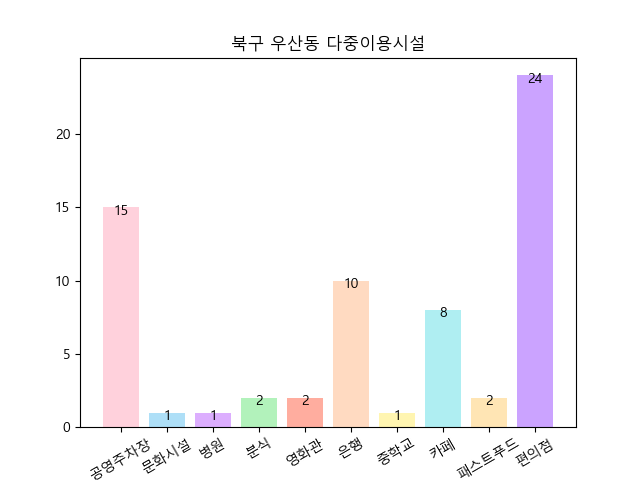 북구 우산동 다중이용시설
20
15
10
5
0
15
1
1
2
2
10
1
8
2
24
공영주차장
문화시설
병원
분식
영화관
은행
중학교
카페
패스트푸드
편의점